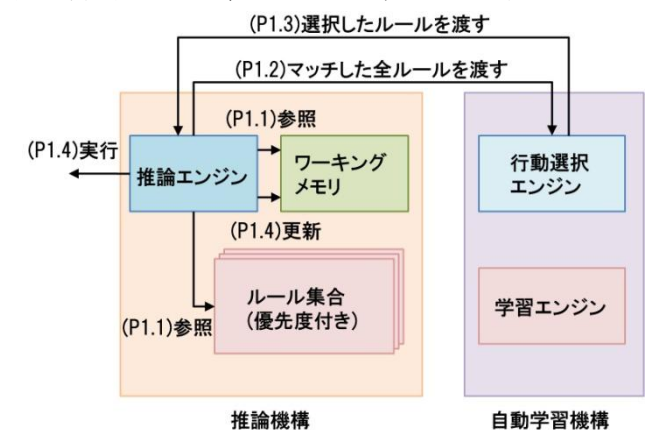 (P1.3)選択したルールを渡す
(P1.2)マッチした全ルールを渡す
(P1.1)参照
(P1.4)実行
推論エンジン
ワーキング
メモリ
行動選択
エンジン
(P1.4)更新
ルール集合
(優先度付き)
(P1.1)参照
学習エンジン
推論機構
自動学習機構